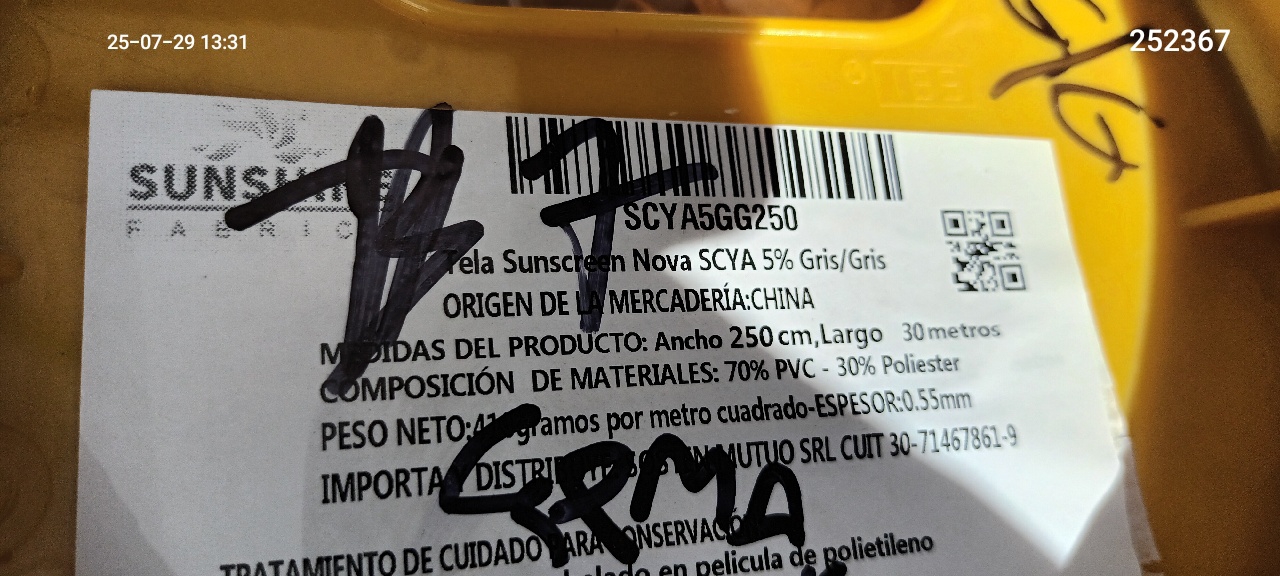 25-07-29 13:31
252367
SUNSHINE
FABRIC
SCYA5GG250
Tela Sunscreen Nova SCYA 5% Gris/Gris
ORIGEN DE LA MERCADERÍA:CHINA
MEDIDAS DEL PRODUCTO: Ancho 250 cm,Largo 30 metros
COMPOSICIÓN DE MATERIALES: 70% PVC - 30% Poliester
PESO NETO: gramos por metro cuadrado-ESPESOR:0.55mm
IMPORTA Y DISTRIBUYE: MUTUO SRL CUIT 30-71467861-9
TRATAMIENTO DE CUIDADO PARA CONSERVACIÓN
en pelicula de polietileno